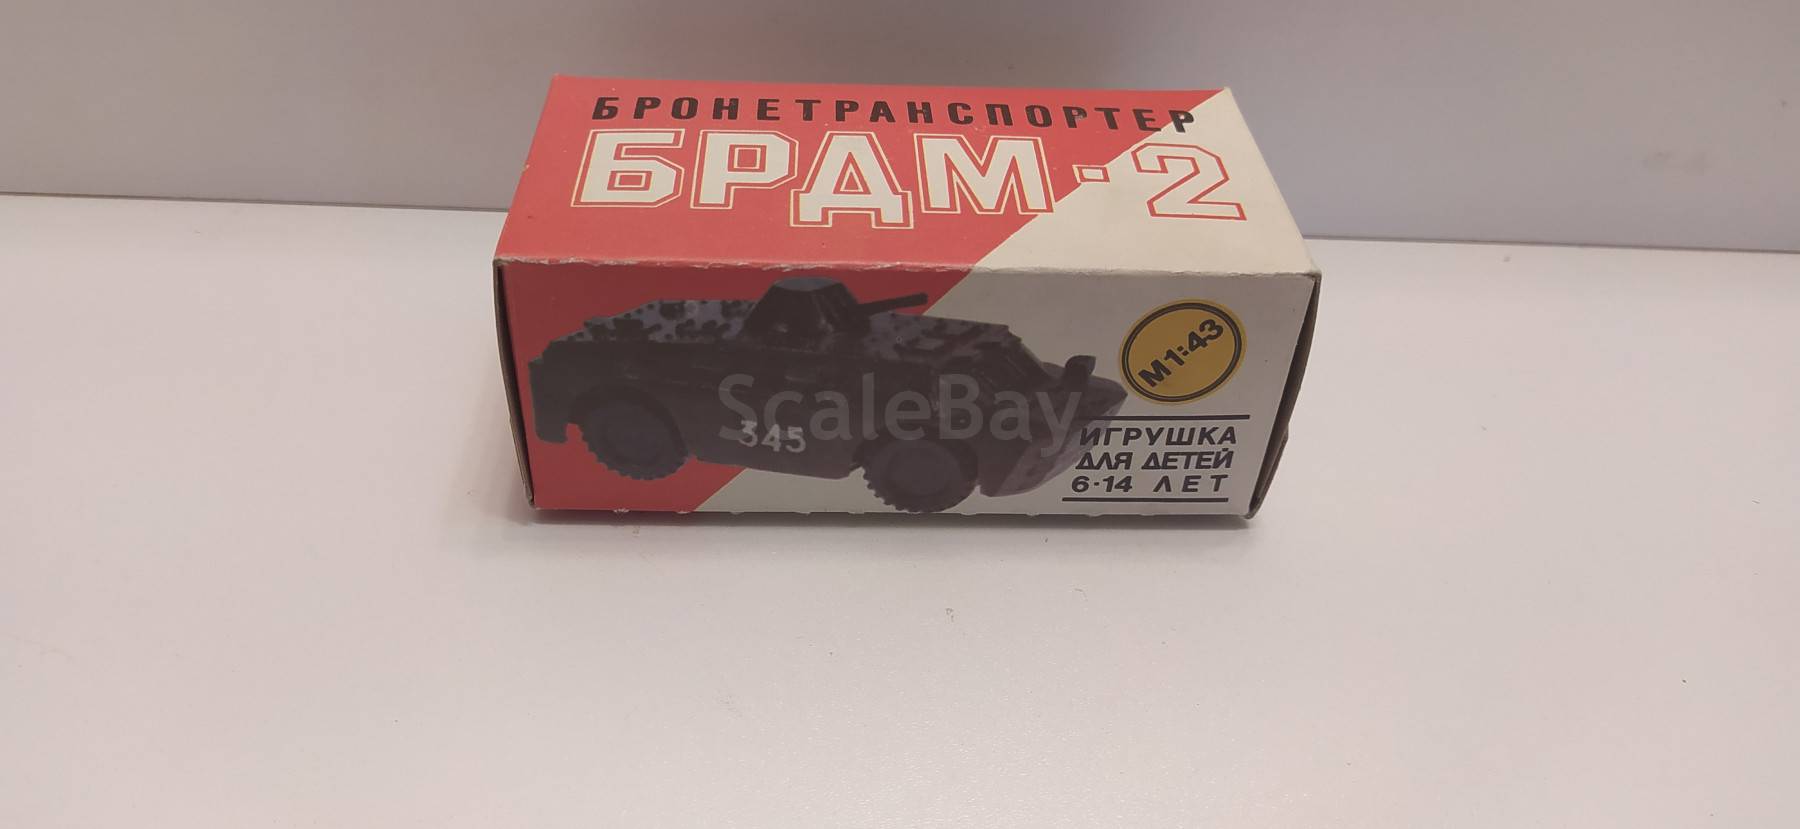 БРОНЕТРАНСПОРТЕР
БРДМ-2
М1:43
345
ScaleBay
ИГРУШКА
ДЛЯ ДЕТЕЙ
6-14 ЛЕТ